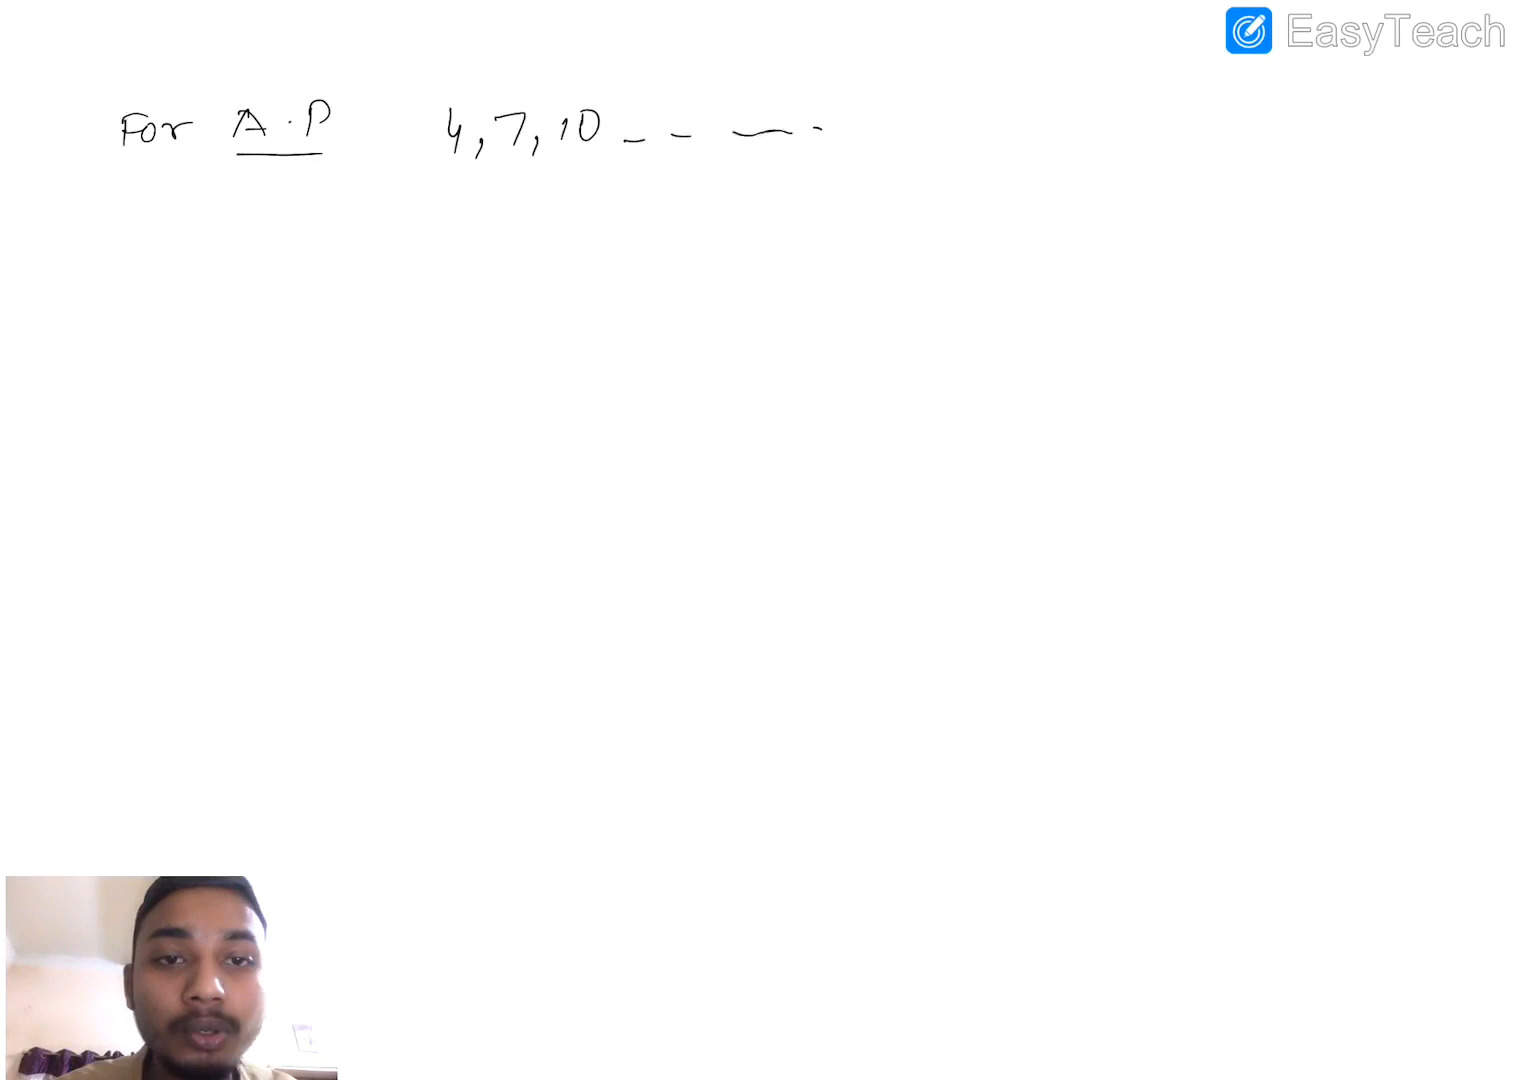 EasyTeach
For A.P 4, 7, 10 - - — -